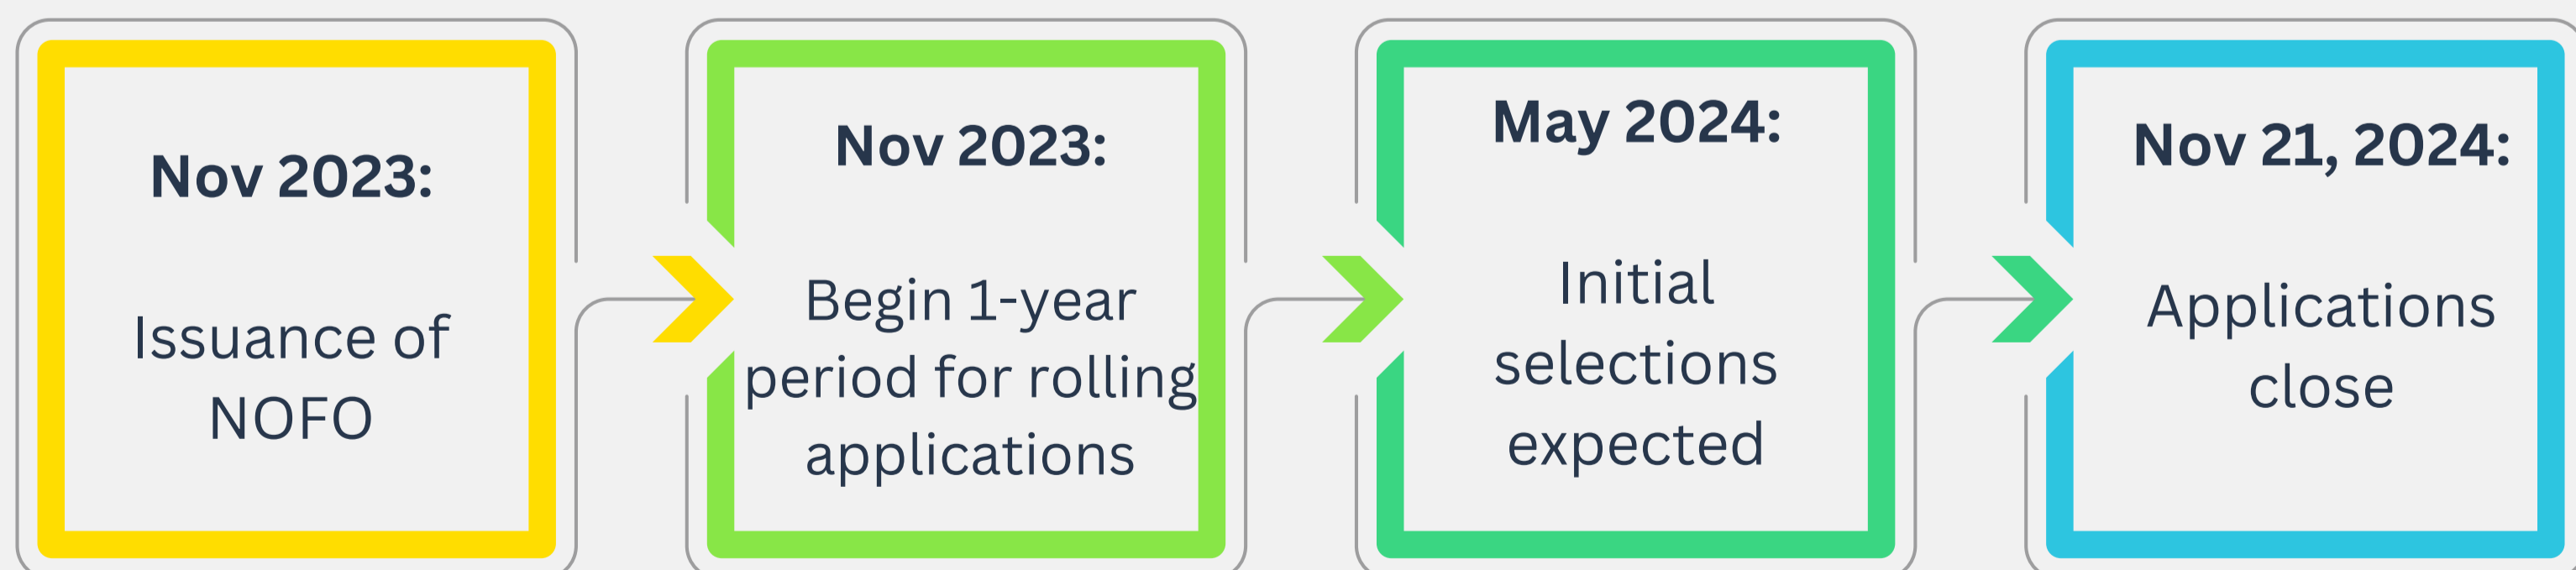 Nov 2023:
Issuance of
NOFO
Nov 2023:
Begin 1-year
period for rolling
applications
May 2024:
Initial
selections
expected
Nov 21, 2024:
Applications
close